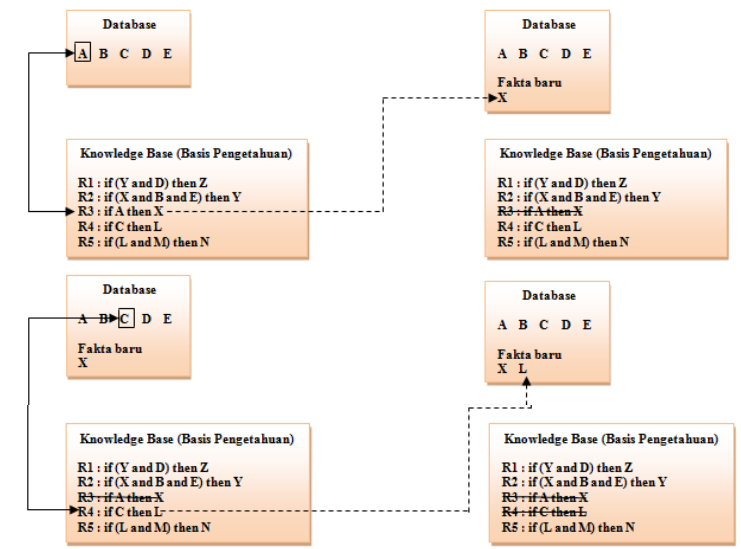 Database
A B C D E
Knowledge Base (Basis Pengetahuan)
R1 : if (Y and D) then Z
R2 : if (X and B and E) then Y
R3 : if A then X
R4 : if C then L
R5 : if (L and M) then N
Database
A B C D E
Fakta baru
X
Knowledge Base (Basis Pengetahuan)
R1 : if (Y and D) then Z
R2 : if (X and B and E) then Y
R3 : if A then X
R4 : if C then L
R5 : if (L and M) then N
Database
A B C D E
Fakta baru
X
Knowledge Base (Basis Pengetahuan)
R1 : if (Y and D) then Z
R2 : if (X and B and E) then Y
R3 : if A then X
R4 : if C then L
R5 : if (L and M) then N
Database
A B C D E
Fakta baru
X L
Knowledge Base (Basis Pengetahuan)
R1 : if (Y and D) then Z
R2 : if (X and B and E) then Y
R3 : if A then X
R4 : if C then L
R5 : if (L and M) then N